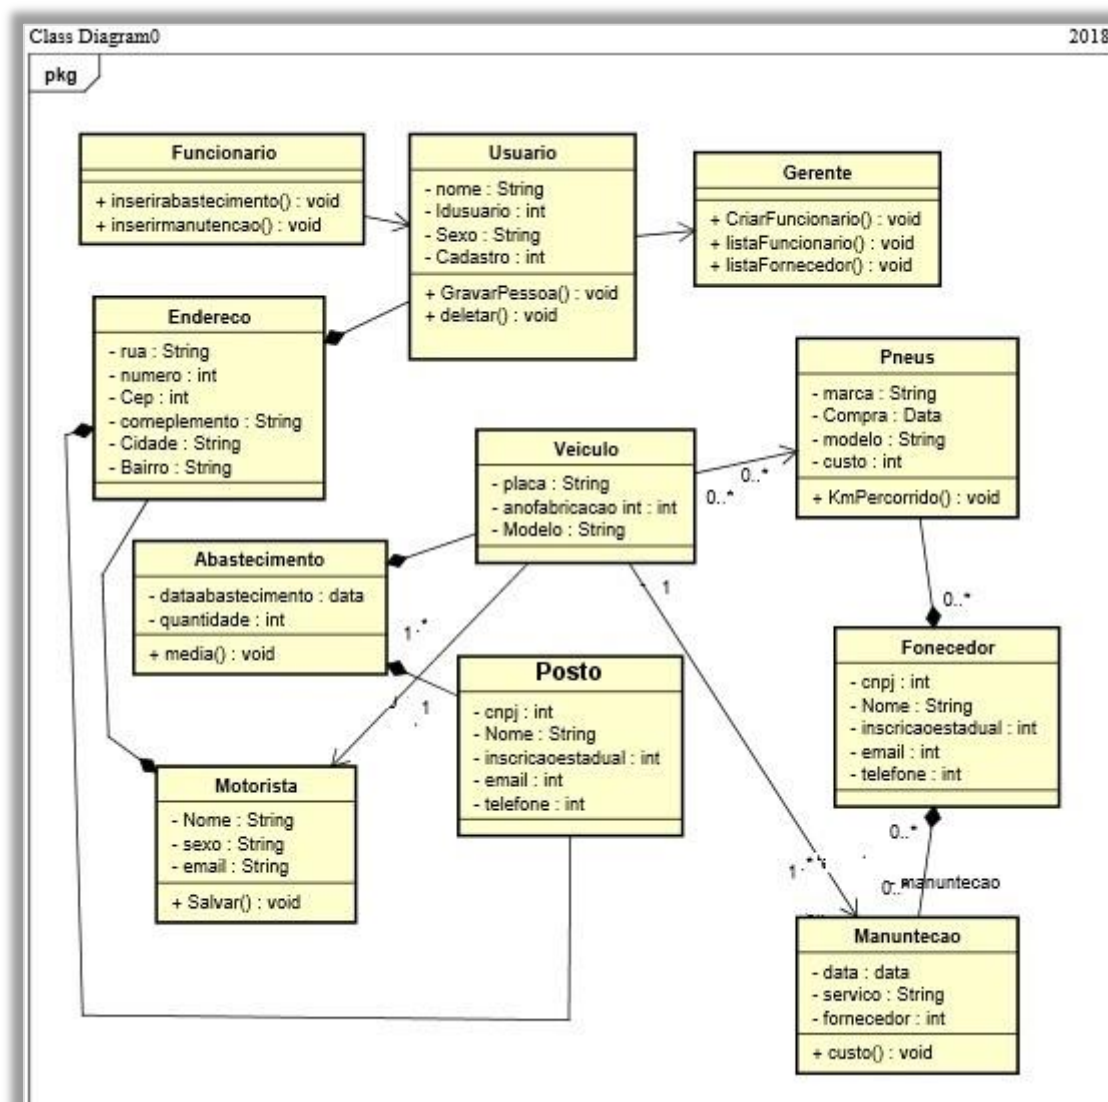 Class Diagram0
2018
pkg
Funcionario
+ inserirabastecimento() : void
+ inserirmanutencao() : void
Usuario
- nome : String
- Idusuario : int
- Sexo : String
- Cadastro : int
+ GravarPessoa() : void
+ deletar() : void
Gerente
+ CriarFuncionario() : void
+ listaFuncionario() : void
+ listaFornecedor() : void
Endereco
- rua : String
- numero : int
- Cep : int
- comeplemento : String
- Cidade : String
- Bairro : String
Pneus
- marca : String
- Compra : Data
- modelo : String
- custo : int
+ KmPercorrido() : void
Veiculo
- placa : String
- anofabricacao int : int
- Modelo : String
0..*
0..*
Abastecimento
- dataabastecimento : data
- quantidade : int
+ media() : void
1
1..*
1
0..*
Fonecedor
- cnpj : int
- Nome : String
- inscricaoestadual : int
- email : int
- telefone : int
Posto
- cnpj : int
- Nome : String
- inscricaoestadual : int
- email : int
- telefone : int
Motorista
- Nome : String
- sexo : String
- email : String
+ Salvar() : void
0..*
1..*
0..*
- manuntecao
Manuntecao
- data : data
- servico : String
- fornecedor : int
+ custo() : void